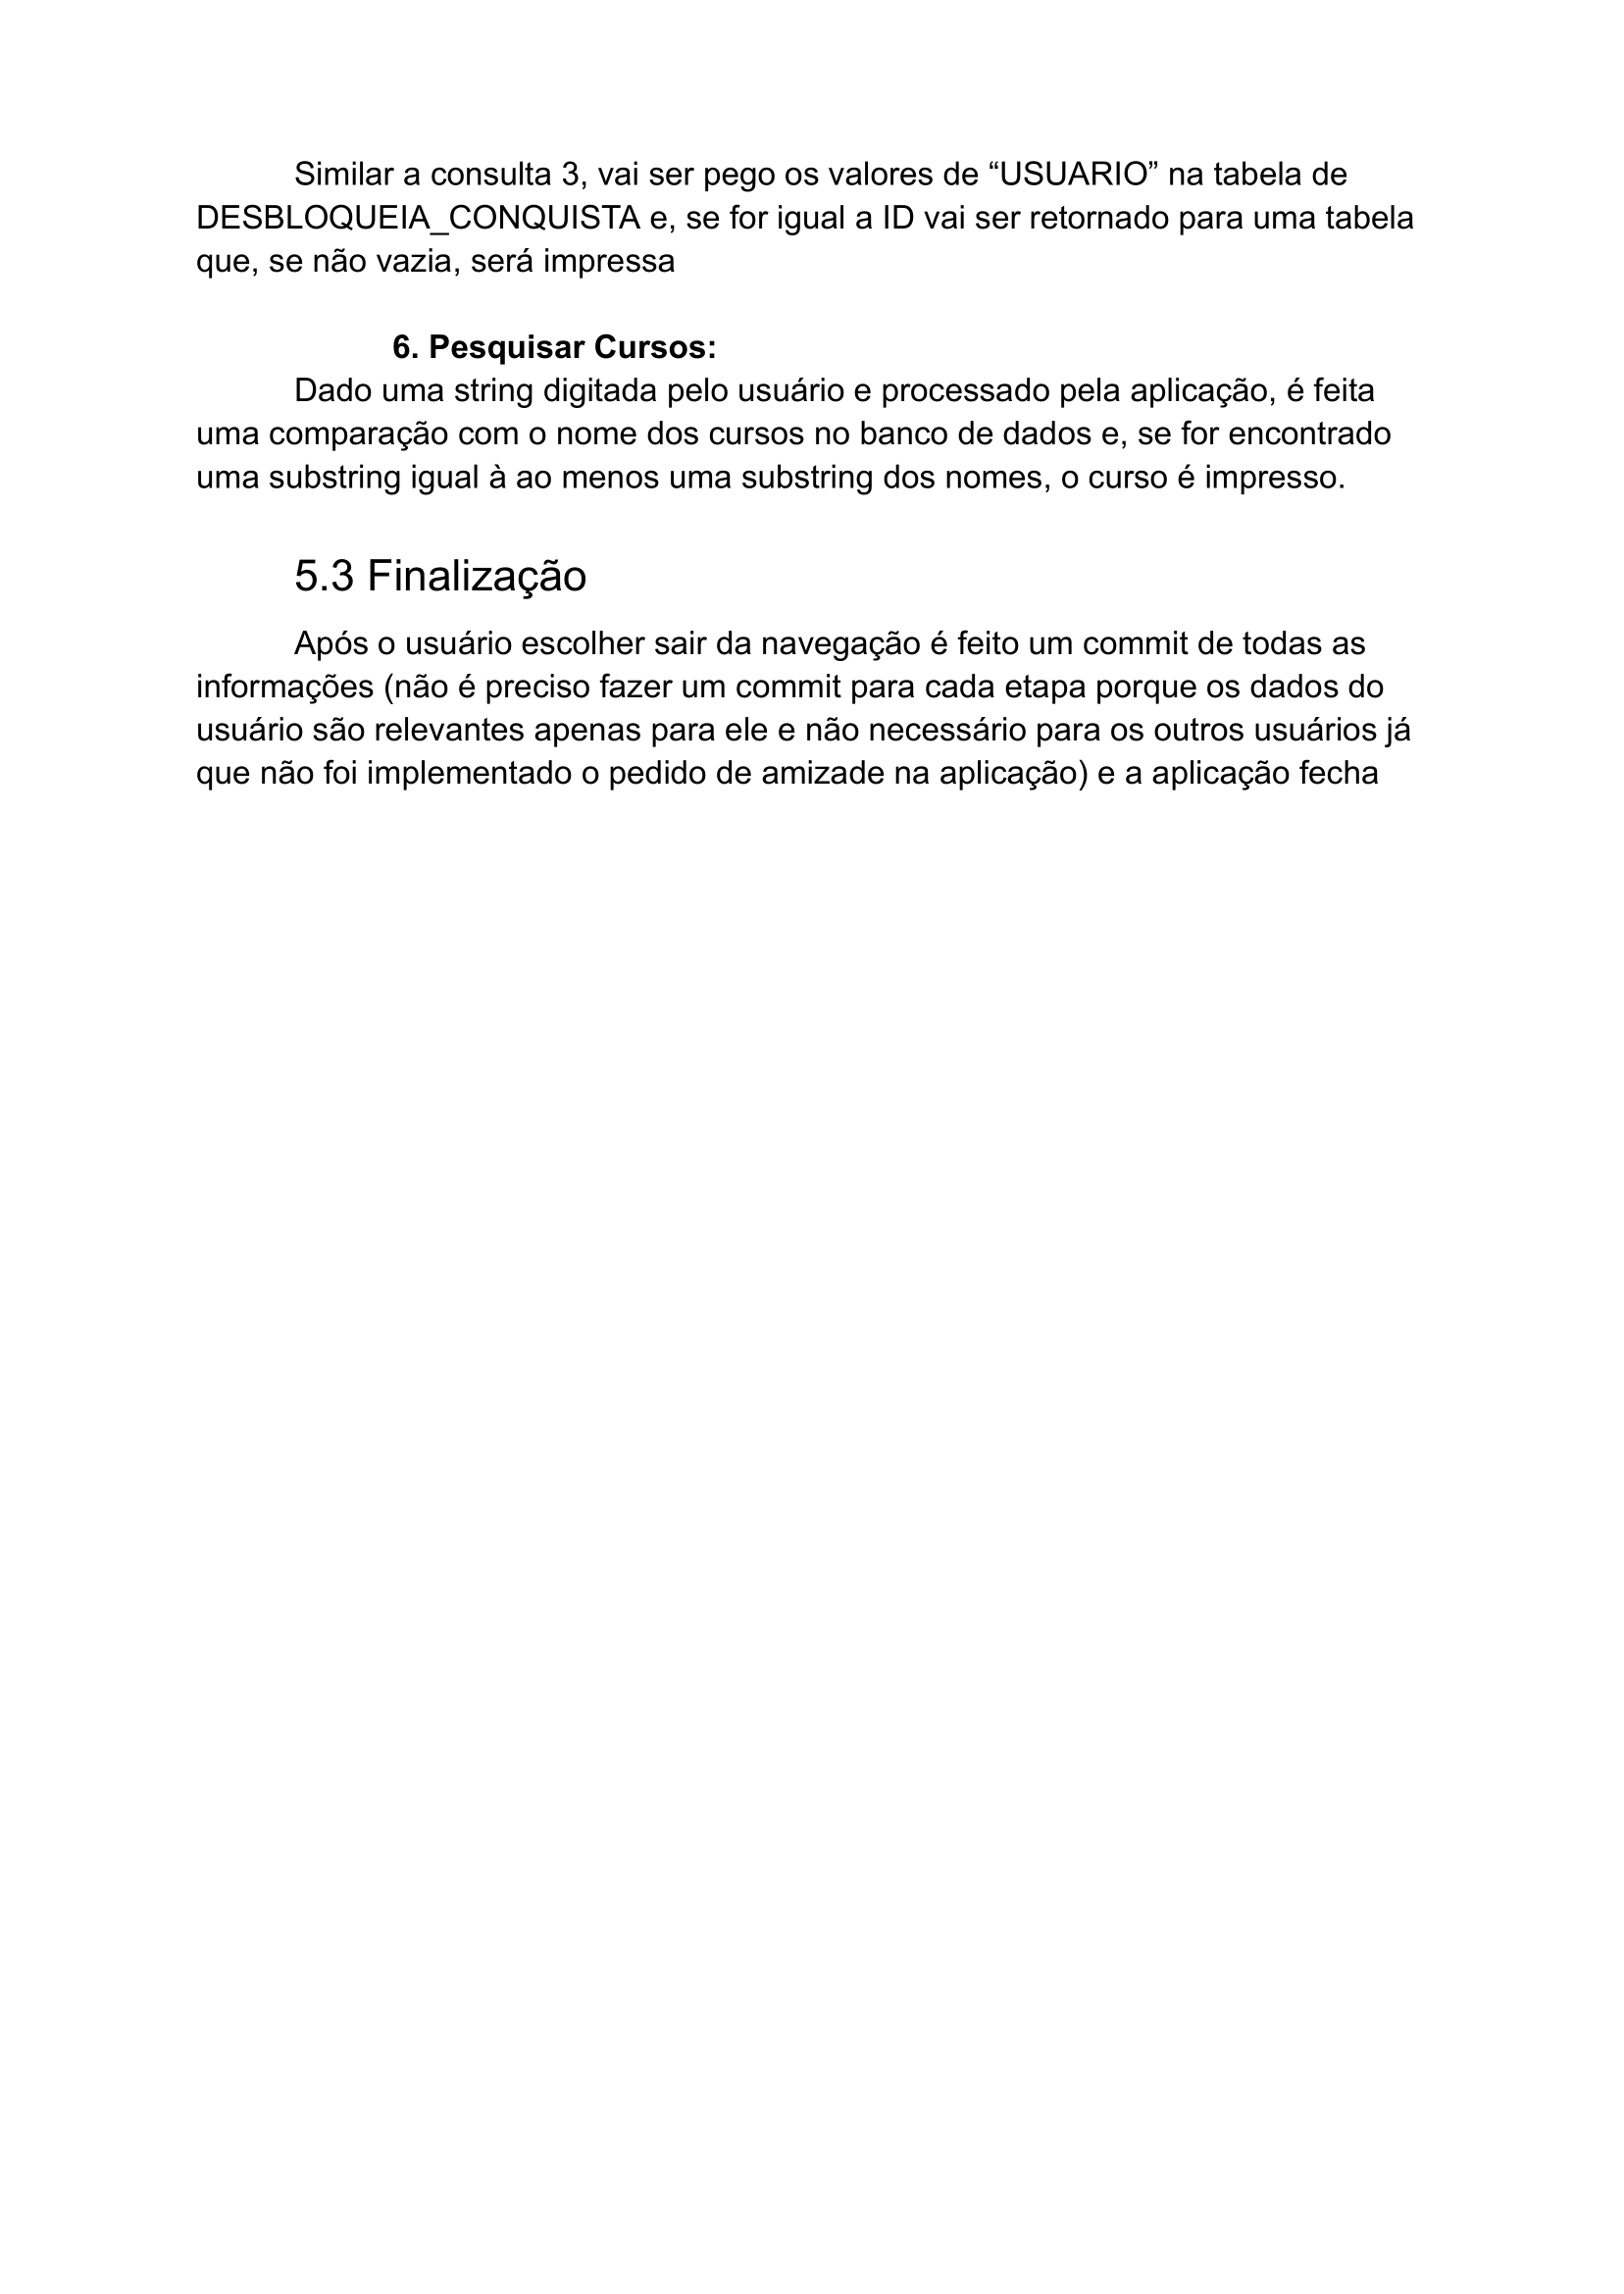 Similar a consulta 3, vai ser pego os valores de “USUARIO” na tabela de
DESBLOQUEIA_CONQUISTA e, se for igual a ID vai ser retornado para uma tabela
que, se não vazia, será impressa
6. Pesquisar Cursos:
Dado uma string digitada pelo usuário e processado pela aplicação, é feita
uma comparação com o nome dos cursos no banco de dados e, se for encontrado
uma substring igual à ao menos uma substring dos nomes, o curso é impresso.
5.3 Finalização
Após o usuário escolher sair da navegação é feito um commit de todas as
informações (não é preciso fazer um commit para cada etapa porque os dados do
usuário são relevantes apenas para ele e não necessário para os outros usuários já
que não foi implementado o pedido de amizade na aplicação) e a aplicação fecha